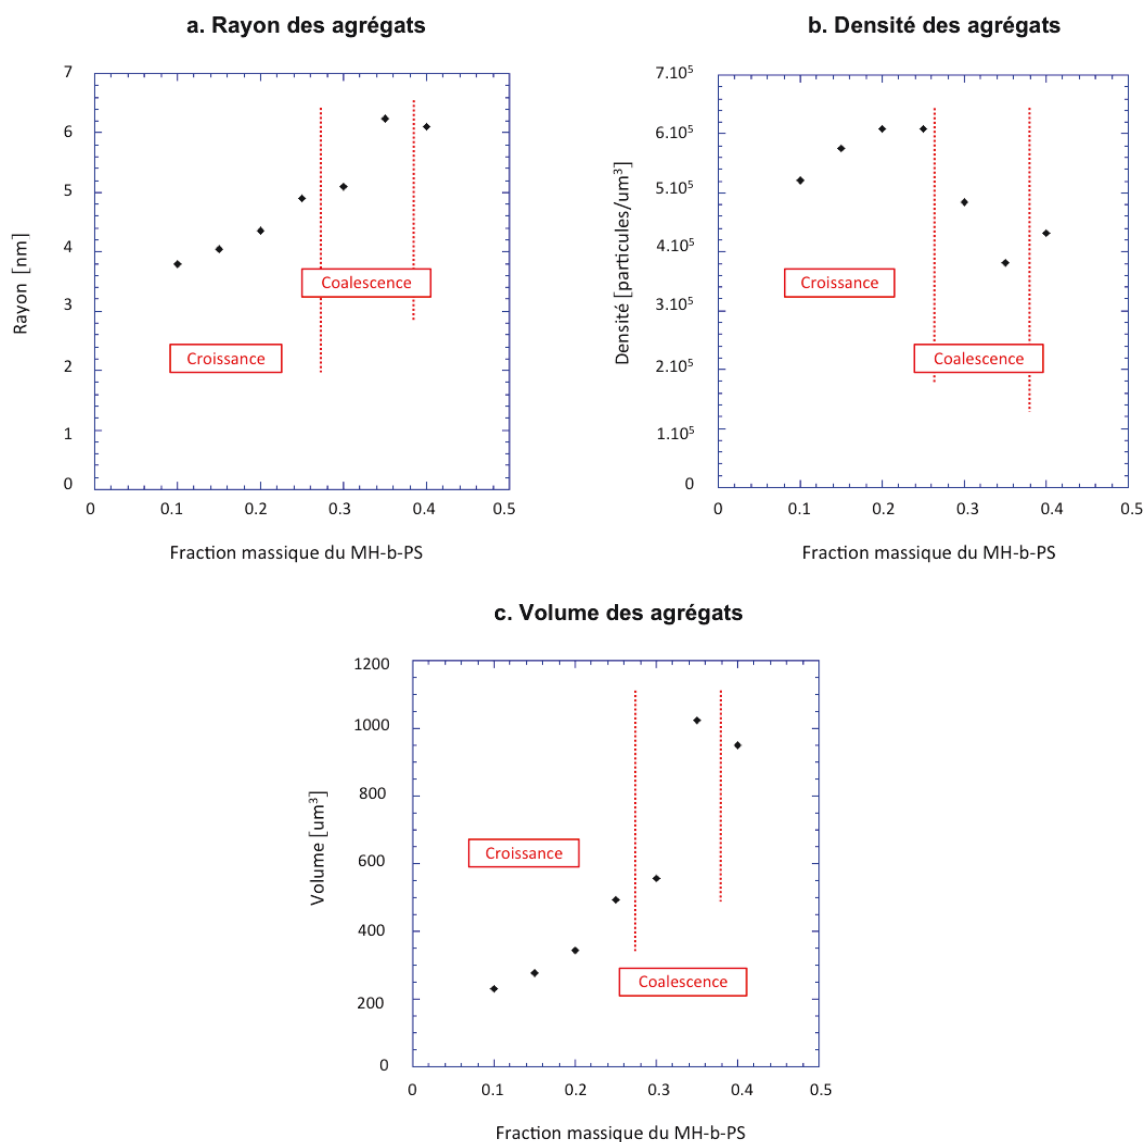 a. Rayon des agrégats
7
6
5
4
3
2
1
0
Rayon [nm]
Croissance
Coalescence
0 0.1 0.2 0.3 0.4 0.5
Fraction massique du MH-b-PS
b. Densité des agrégats
7.10⁵
6.10⁵
5.10⁵
4.10⁵
3.10⁵
2.10⁵
1.10⁵
0
Densité [particules/um³]
Croissance
Coalescence
0 0.1 0.2 0.3 0.4 0.5
Fraction massique du MH-b-PS
c. Volume des agrégats
1200
1000
800
600
400
200
0
Volume [um³]
Croissance
Coalescence
0 0.1 0.2 0.3 0.4 0.5
Fraction massique du MH-b-PS